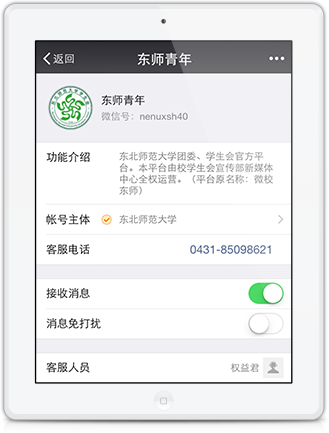 返回
东师青年
东师青年
微信号：nenuxsh40
功能介绍
东北师范大学团委、学生会官方平
台。本平台由校学生会宣传部新媒体
中心全权运营。（平台原名称：微校
东师）
帐号主体
东北师范大学
客服电话
0431-85098621
接收消息
消息免打扰
客服人员
权益君